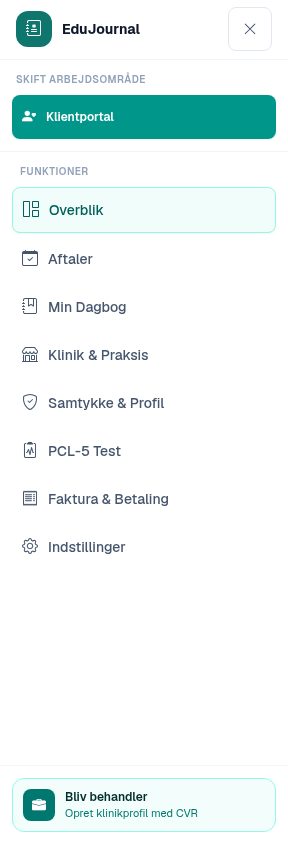 EduJournal
SKIFT ARBEJDSOMRÅDE
Klientportal
FUNKTIONER
Overblik
Aftaler
Min Dagbog
Klinik & Praksis
Samtykke & Profil
PCL-5 Test
Faktura & Betaling
Indstillinger
Bliv behandler
Opret klinikprofil med CVR